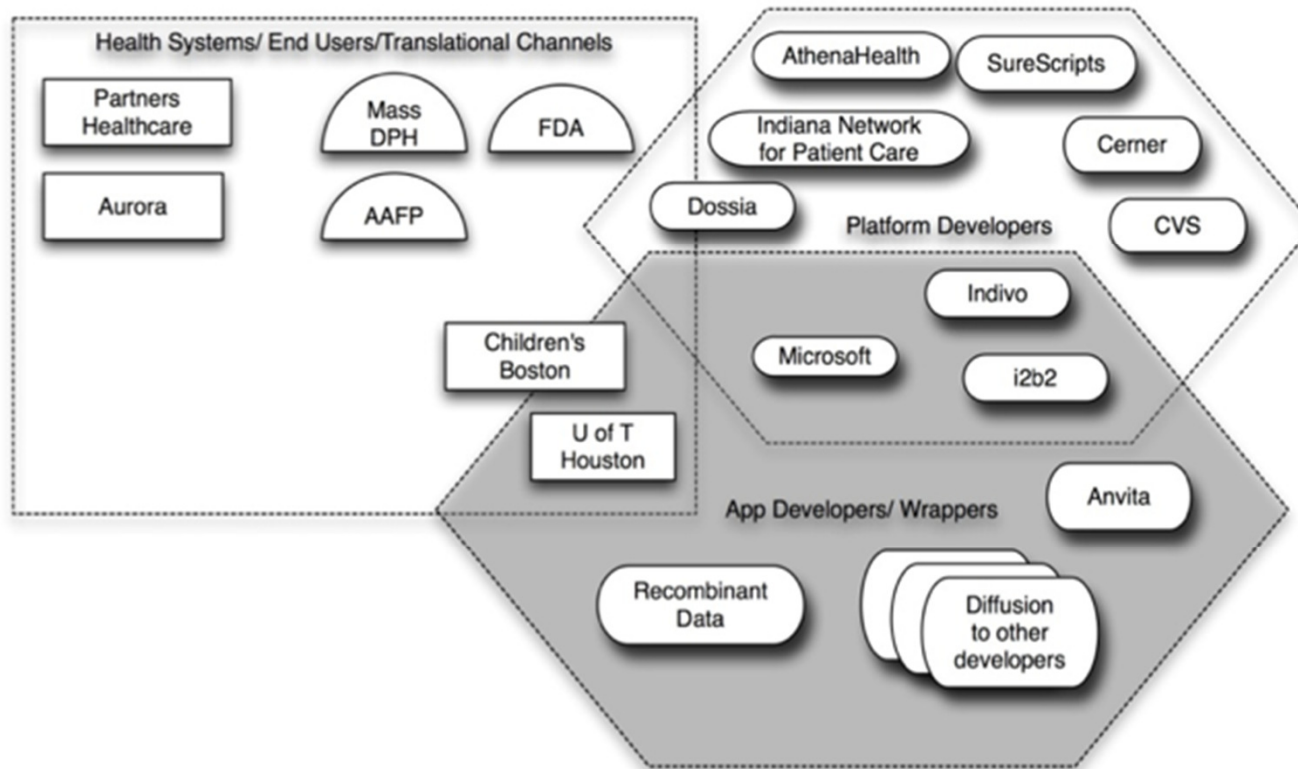 Health Systems/ End Users/Translational Channels
Partners
Healthcare
Mass
DPH
FDA
Aurora
AAFP
Children's
Boston
U of T
Houston
AthenaHealth
SureScripts
Indiana Network
for Patient Care
Cerner
Dossia
CVS
Platform Developers
Indivo
Microsoft
i2b2
App Developers/ Wrappers
Anvita
Recombinant
Data
Diffusion
to other
developers